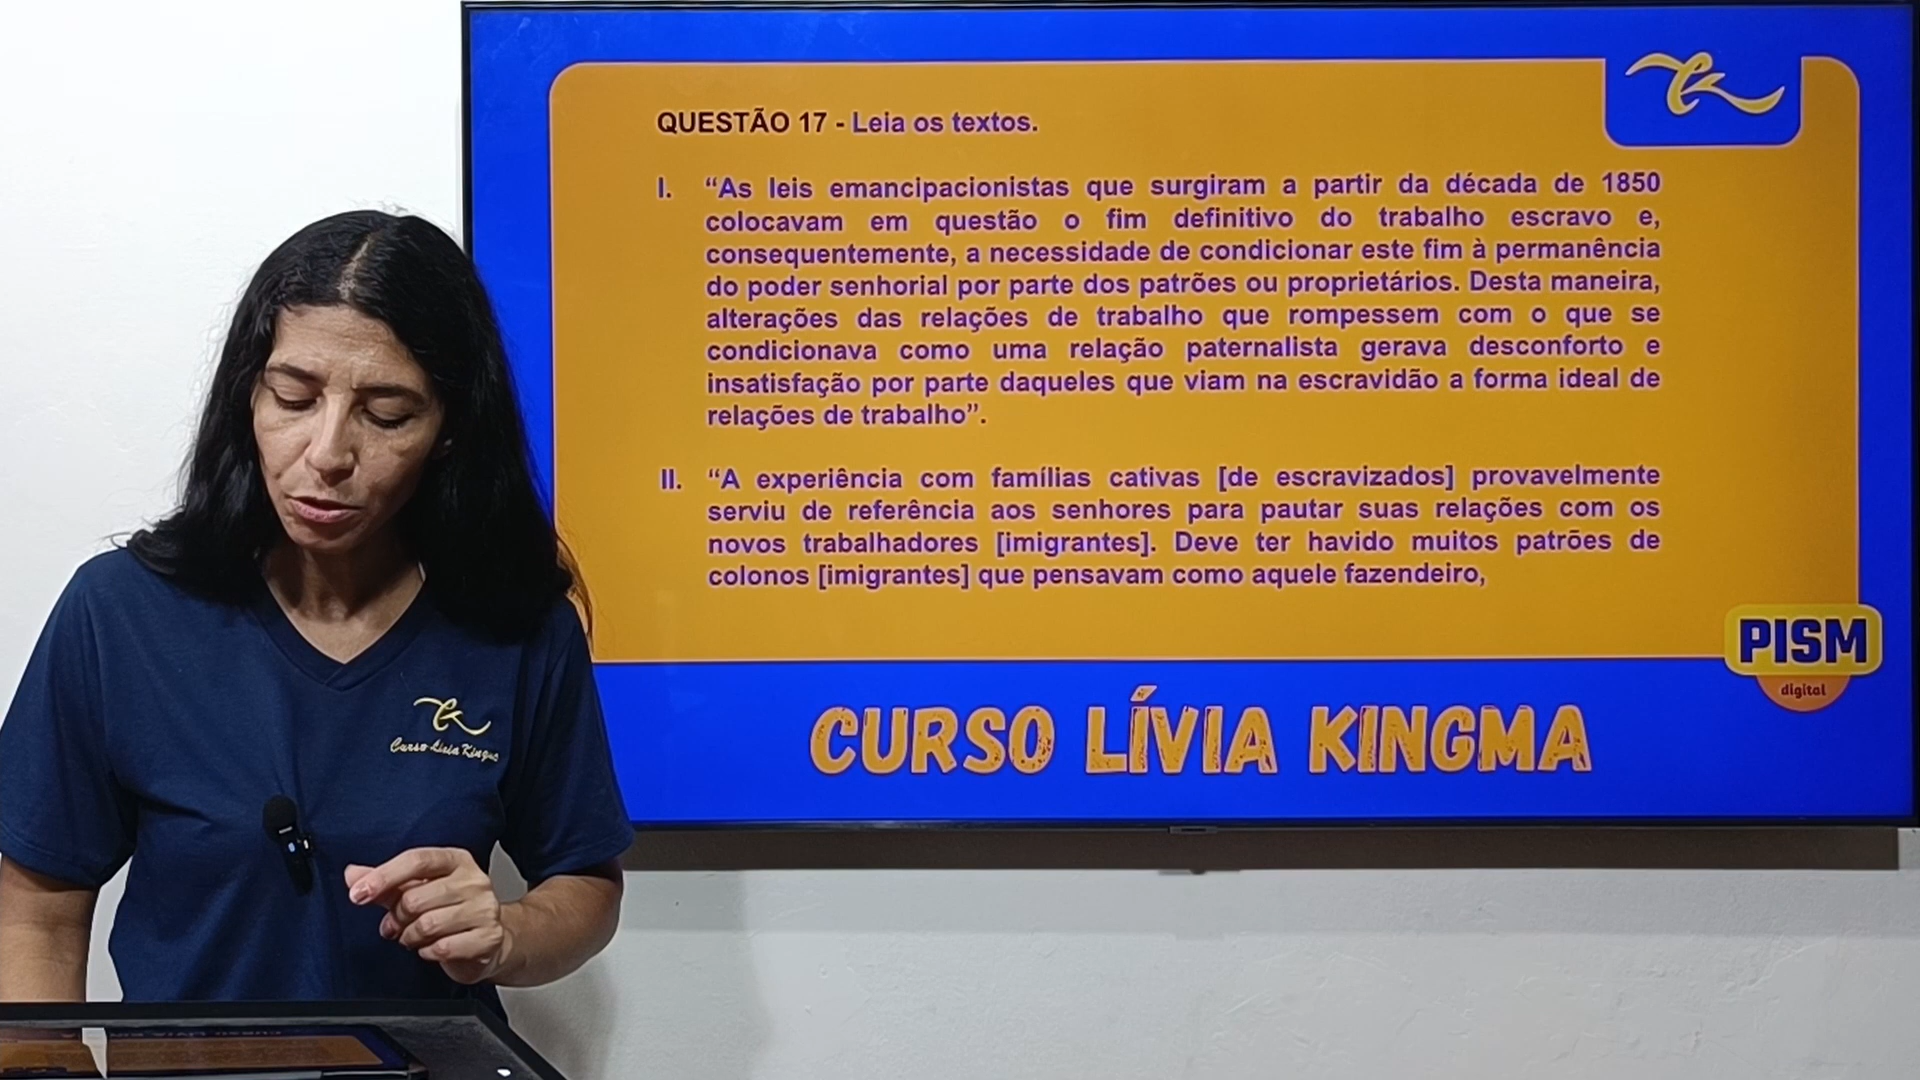 QUESTÃO 17 - Leia os textos.
I. “As leis emancipacionistas que surgiram a partir da década de 1850
colocavam em questão o fim definitivo do trabalho escravo e,
consequentemente, a necessidade de condicionar este fim à permanência
do poder senhorial por parte dos patrões ou proprietários. Desta maneira,
alterações das relações de trabalho que rompessem com o que se
condicionava como uma relação paternalista gerava desconforto e
insatisfação por parte daqueles que viam na escravidão a forma ideal de
relações de trabalho”.
II. “A experiência com famílias cativas [de escravizados] provavelmente
serviu de referência aos senhores para pautar suas relações com os
novos trabalhadores [imigrantes]. Deve ter havido muitos patrões de
colonos [imigrantes] que pensavam como aquele fazendeiro,
PISM
digital
CURSO LÍVIA KINGMA
Curso Lívia Kingma